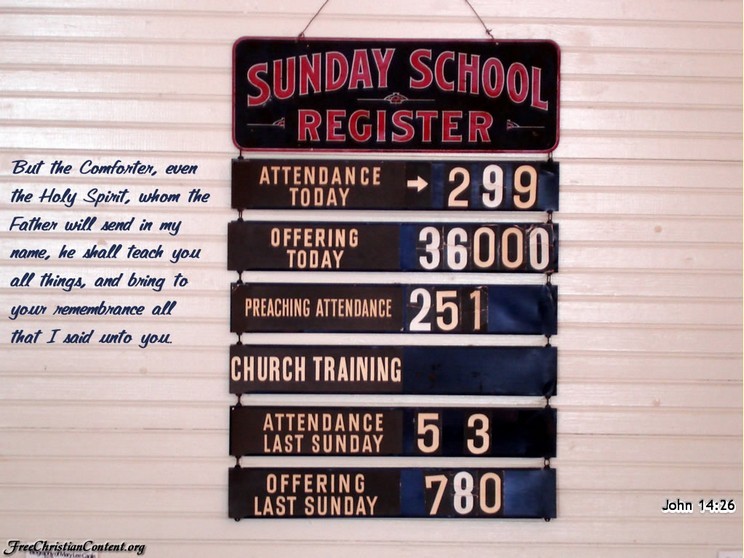 SUNDAY SCHOOL
REGISTER
ATTENDANCE
TODAY → 299
OFFERING
TODAY 36000
PREACHING ATTENDANCE 251
CHURCH TRAINING
ATTENDANCE
LAST SUNDAY 5 3
OFFERING
LAST SUNDAY 780
But the Comforter, even
the Holy Spirit, whom the
Father will send in my
name, he shall teach you
all things, and bring to
your remembrance all
that I said unto you.
John 14:26
FreeChristianContent.org